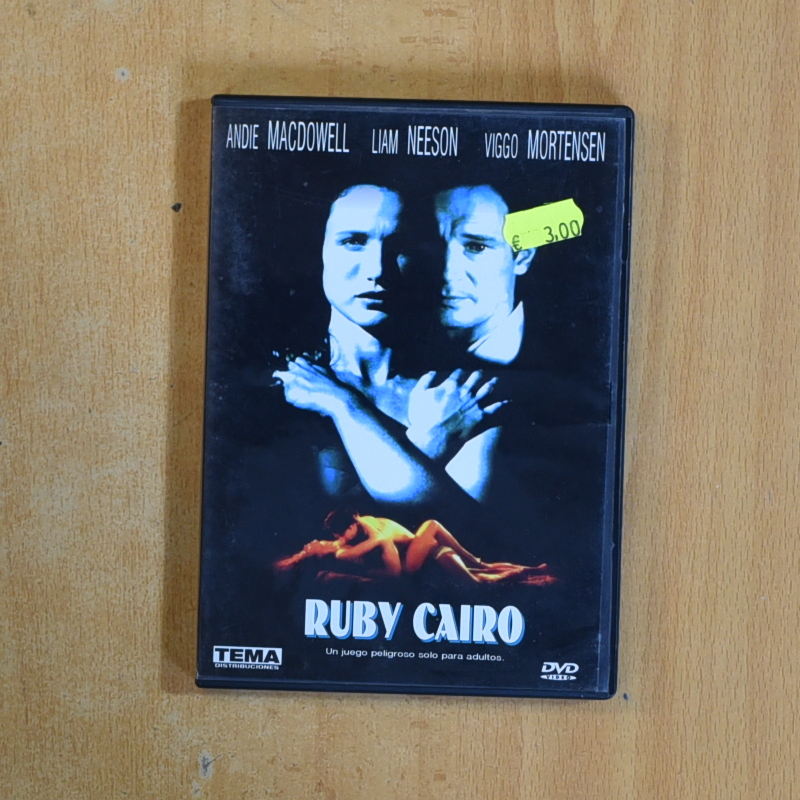 ANDIE MACDOWELL LIAM NEESON VIGGO MORTENSEN
€ 3,00
RUBY CAIRO
Un juego peligroso solo para adultos.
TEMA
DISTRIBUCIONES
DVD
VIDEO